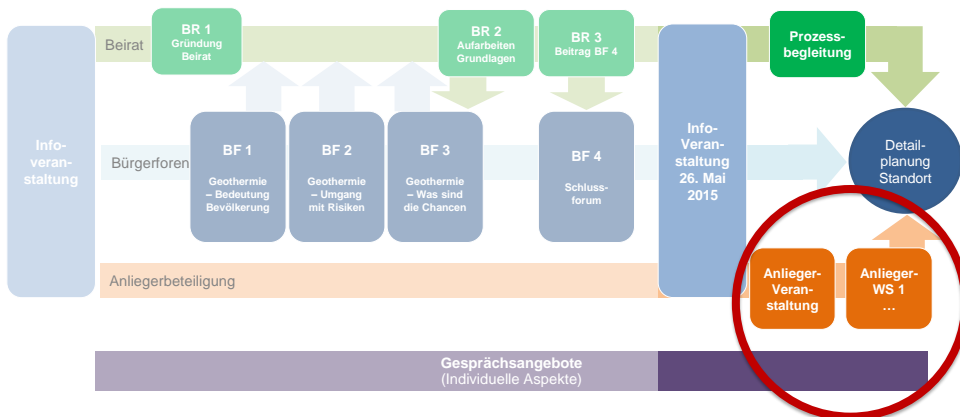 Info-
veran-
staltung
Beirat
BR 1
Gründung
Beirat
BR 2
Aufarbeiten
Grundlagen
BR 3
Beitrag BF 4
Prozess-
begleitung
Bürgerforen
BF 1
Geothermie
– Bedeutung
Bevölkerung
BF 2
Geothermie
– Umgang
mit Risiken
BF 3
Geothermie
– Was sind
die Chancen
BF 4
Schluss-
forum
Info-
Veran-
staltung
26. Mai
2015
Detail-
planung
Standort
Anliegerbeteiligung
Anlieger-
Veran-
staltung
Anlieger-
WS 1
...
Gesprächsangebote
(Individuelle Aspekte)